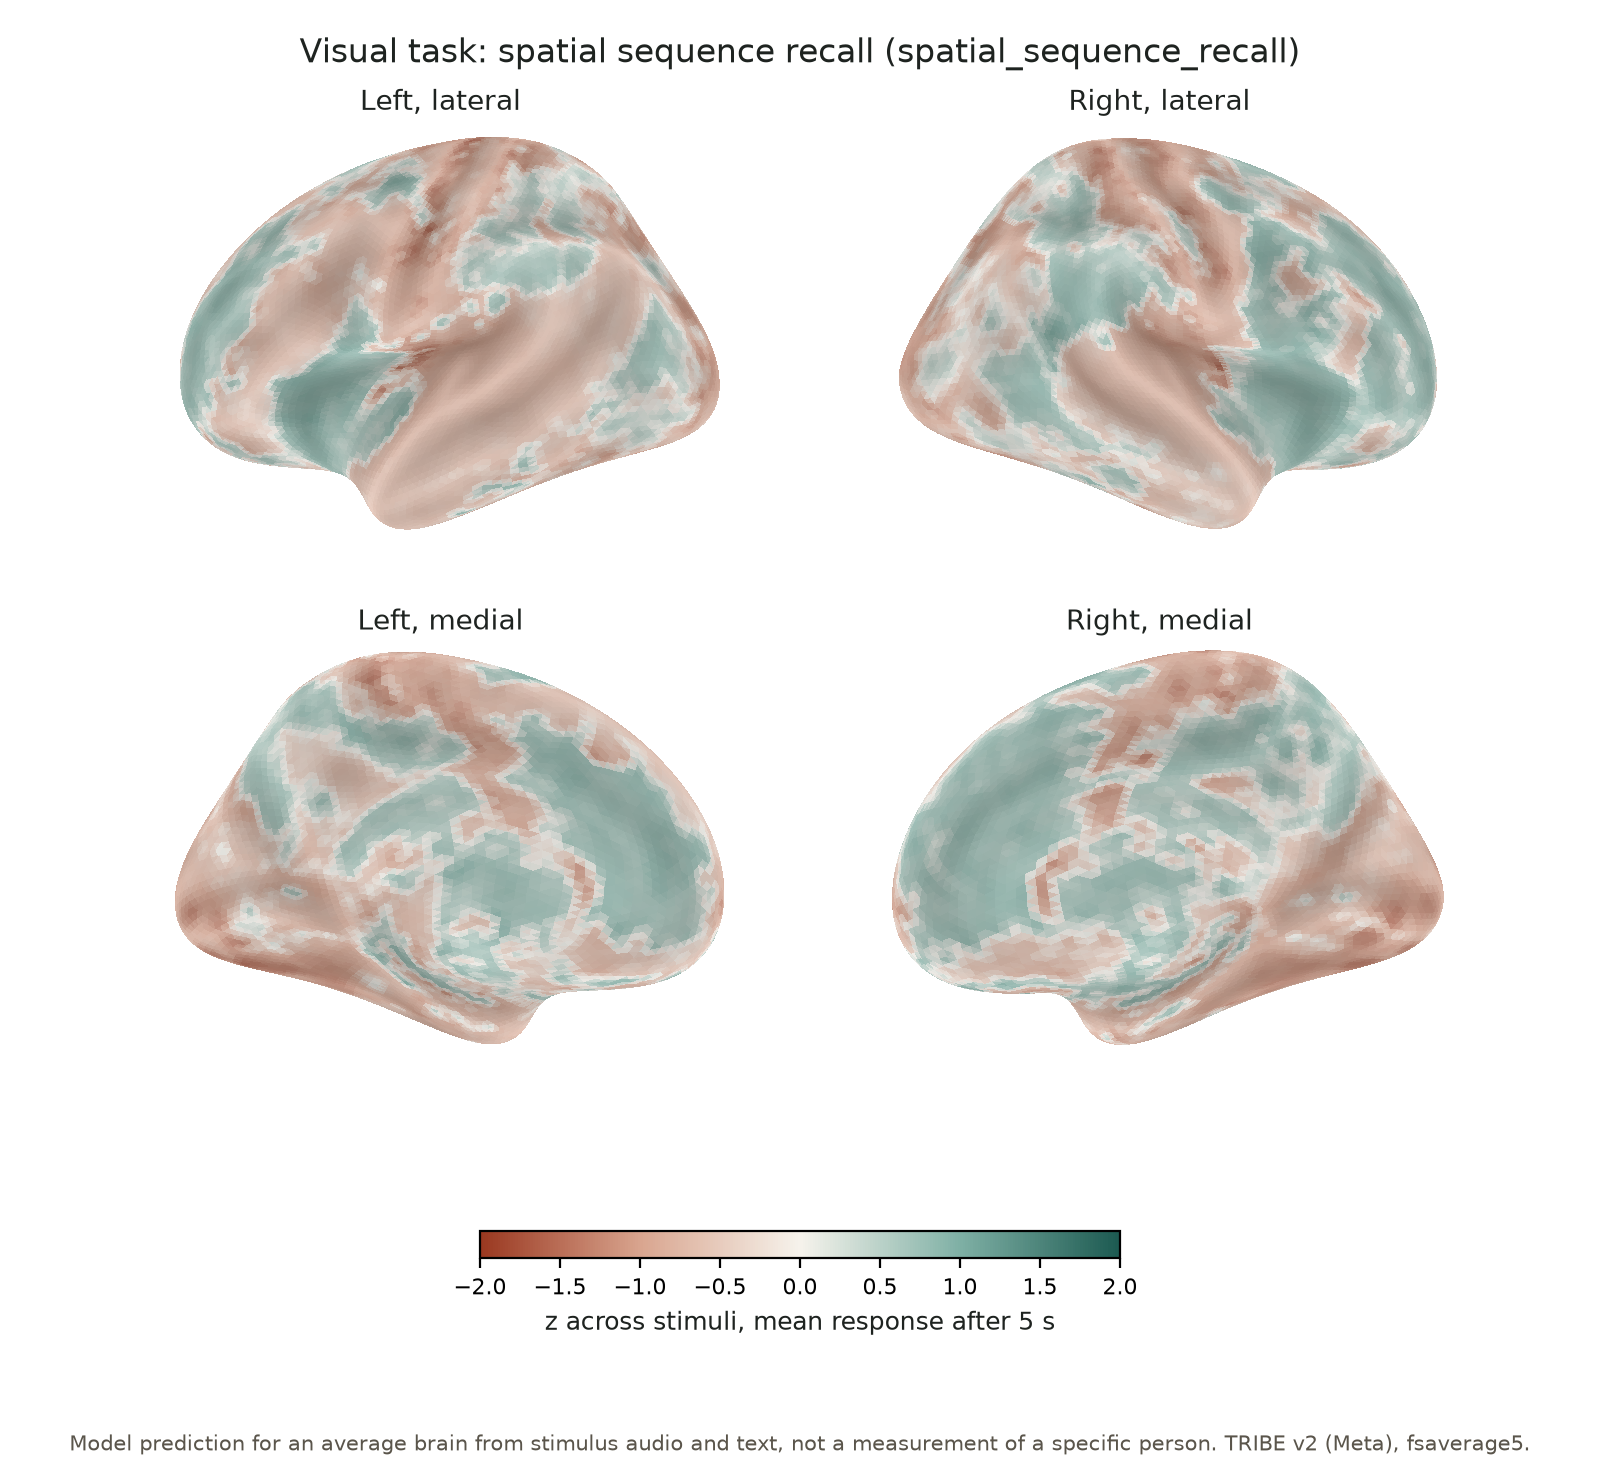 Visual task: spatial sequence recall (spatial_sequence_recall)
Left, lateral
Right, lateral
Left, medial
Right, medial
−2.0 −1.5 −1.0 −0.5 0.0 0.5 1.0 1.5 2.0
z across stimuli, mean response after 5 s
Model prediction for an average brain from stimulus audio and text, not a measurement of a specific person. TRIBE v2 (Meta), fsaverage5.